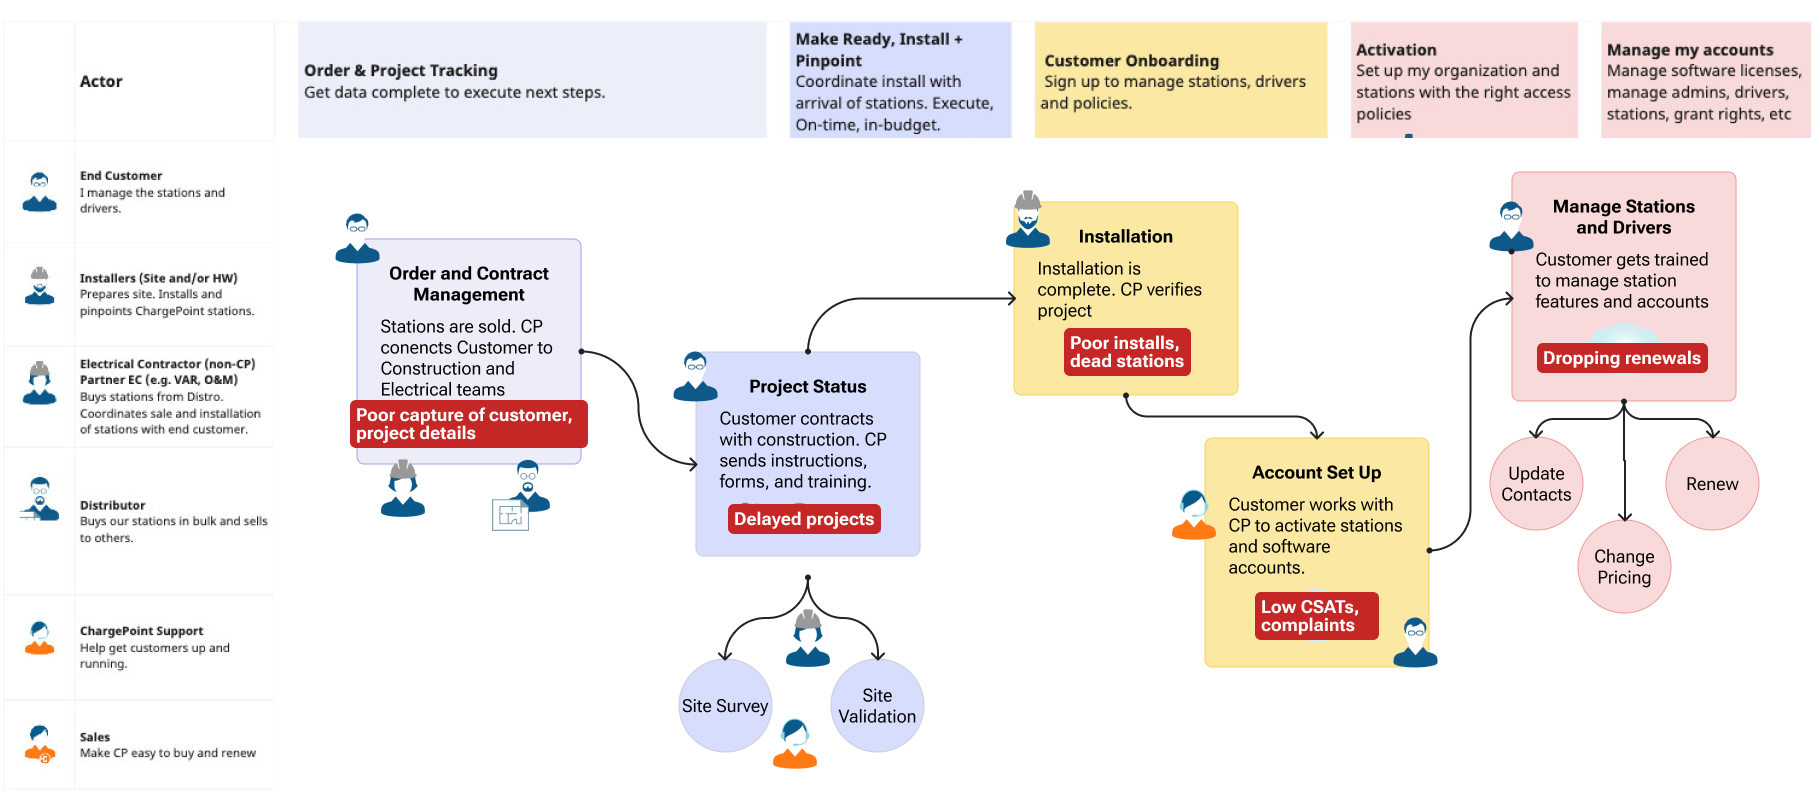 Actor
Order & Project Tracking
Get data complete to execute next steps.
Make Ready, Install +
Pinpoint
Coordinate install with
arrival of stations. Execute,
On-time, in-budget.
Customer Onboarding
Sign up to manage stations, drivers
and policies.
Activation
Set up my organization and
stations with the right access
policies
Manage my accounts
Manage software licenses,
manage admins, drivers,
stations, grant rights, etc
End Customer
I manage the stations and
drivers.
Installers (Site and/or HW)
Prepares site. Installs and
pinpoints ChargePoint stations.
Electrical Contractor (non-CP)
Partner EC (e.g. VAR, O&M)
Buys stations from Distro.
Coordinates sale and installation
of stations with end customer.
Distributor
Buys our stations in bulk and sells
to others.
ChargePoint Support
Help get customers up and
running.
Sales
Make CP easy to buy and renew
Order and Contract
Management
Stations are sold. CP
conencts Customer to
Construction and
Electrical teams
Poor capture of customer,
project details
Project Status
Customer contracts
with construction. CP
sends instructions,
forms, and training.
Delayed projects
Site Survey
Site
Validation
Installation
Installation is
complete. CP verifies
project
Poor installs,
dead stations
Account Set Up
Customer works with
CP to activate stations
and software
accounts.
Low CSATs,
complaints
Manage Stations
and Drivers
Customer gets trained
to manage station
features and accounts
Dropping renewals
Update
Contacts
Change
Pricing
Renew